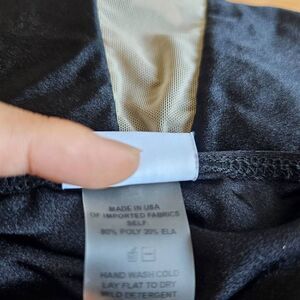 MADE IN USA
OF IMPORTED FABRICS
SELF:
80% POLY 20% ELA
HAND WASH COLD
LAY FLAT TO DRY
MILD DETERGENT